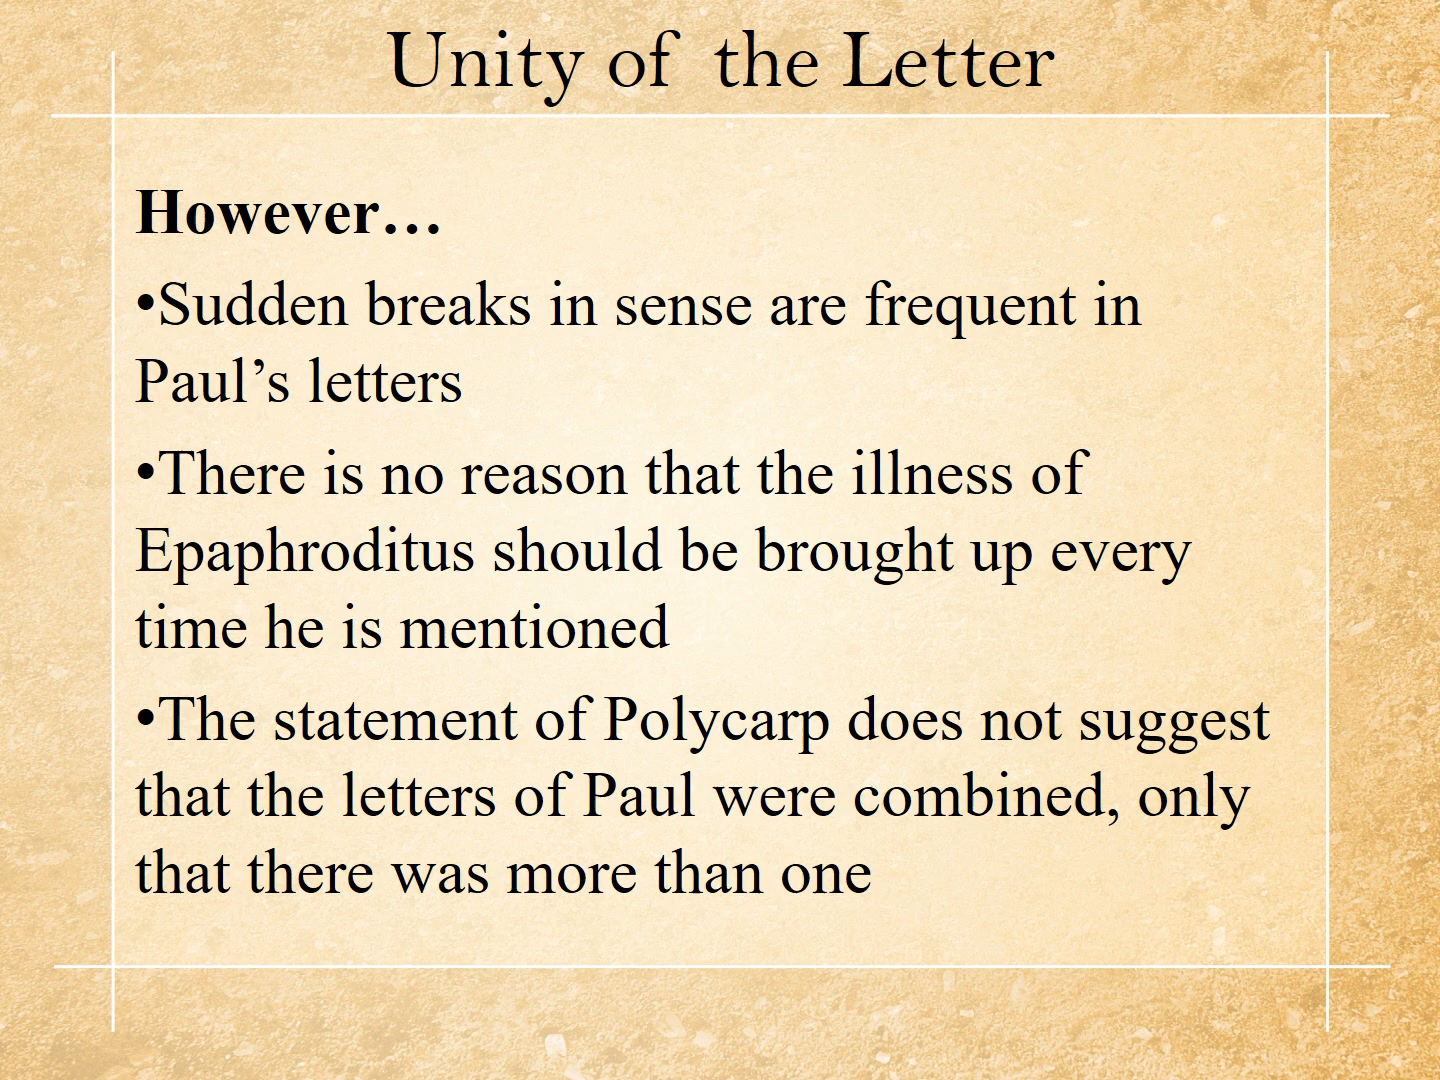 Unity of  the Letter
However…
•Sudden breaks in sense are frequent in
Paul’s letters
•There is no reason that the illness of
Epaphroditus should be brought up every
time he is mentioned
•The statement of Polycarp does not suggest
that the letters of Paul were combined, only
that there was more than one